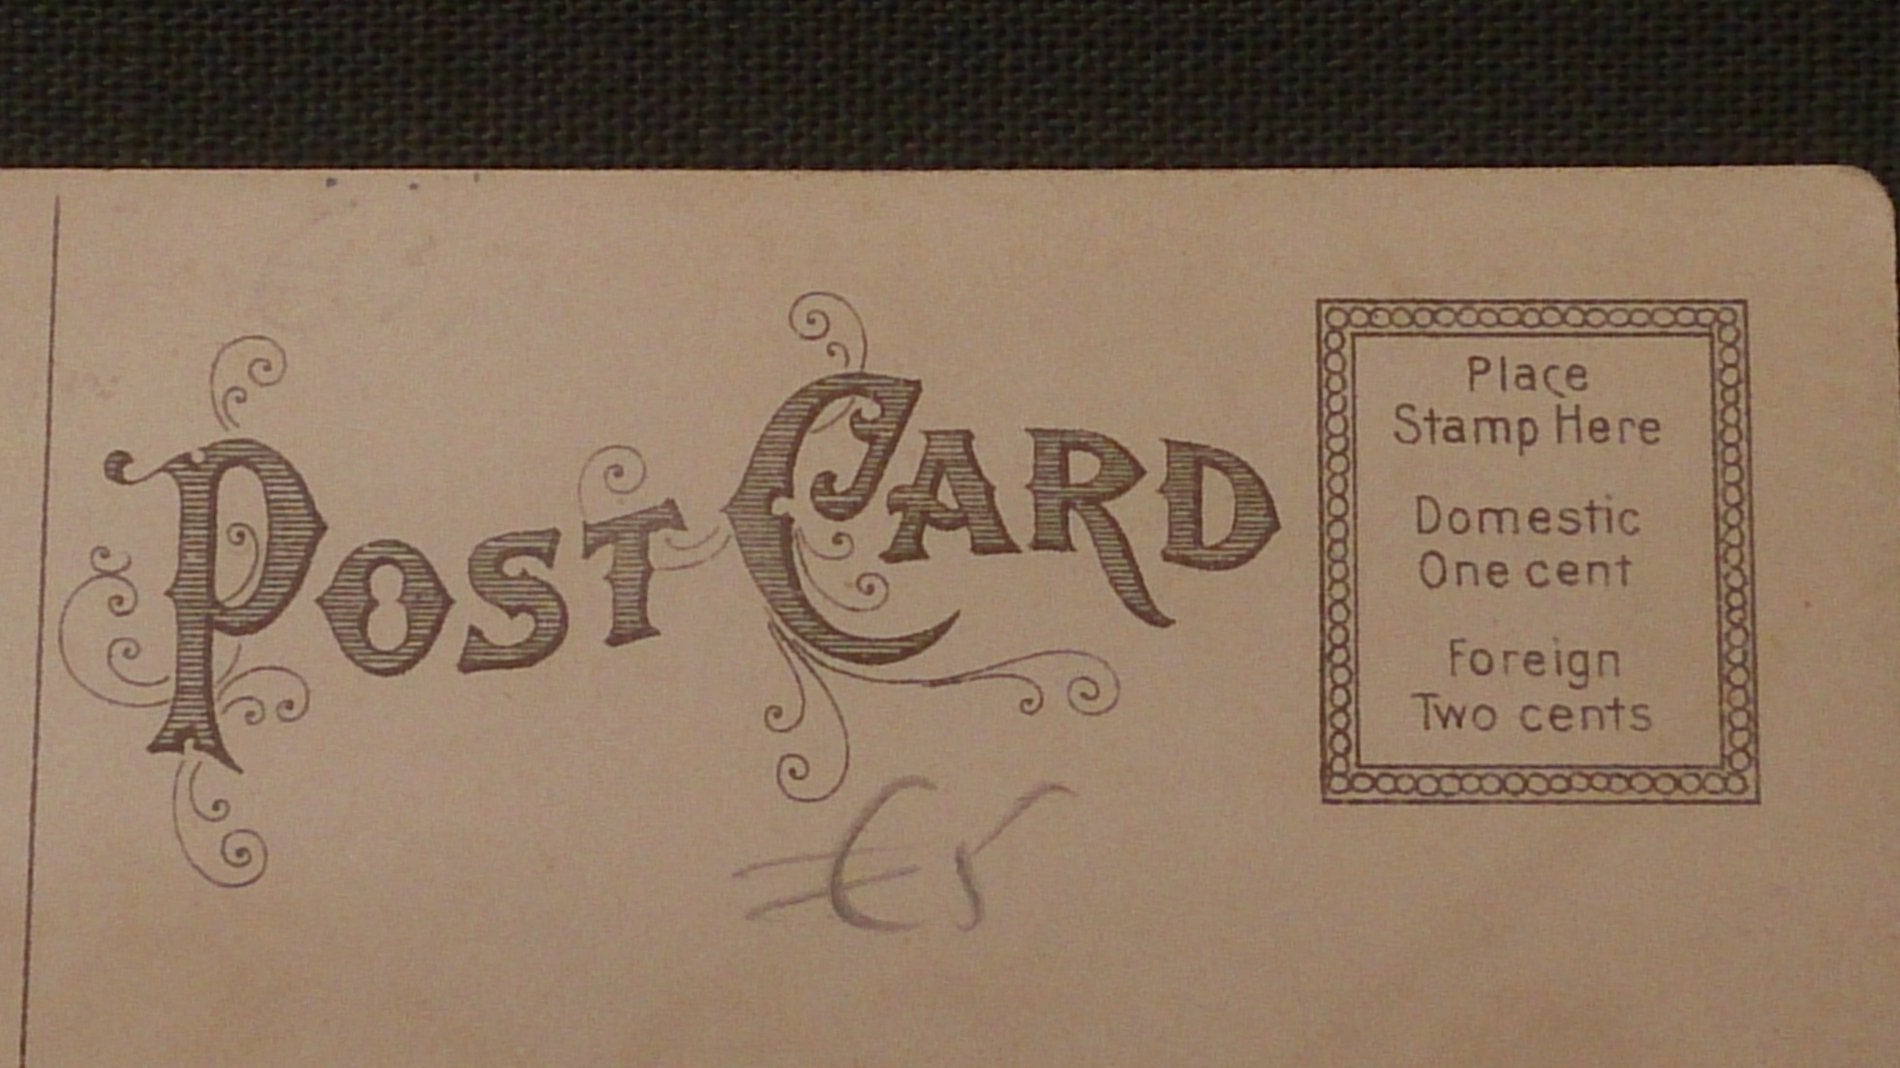 POST CARD
Place
Stamp Here
Domestic
One cent
Foreign
Two cents
€5